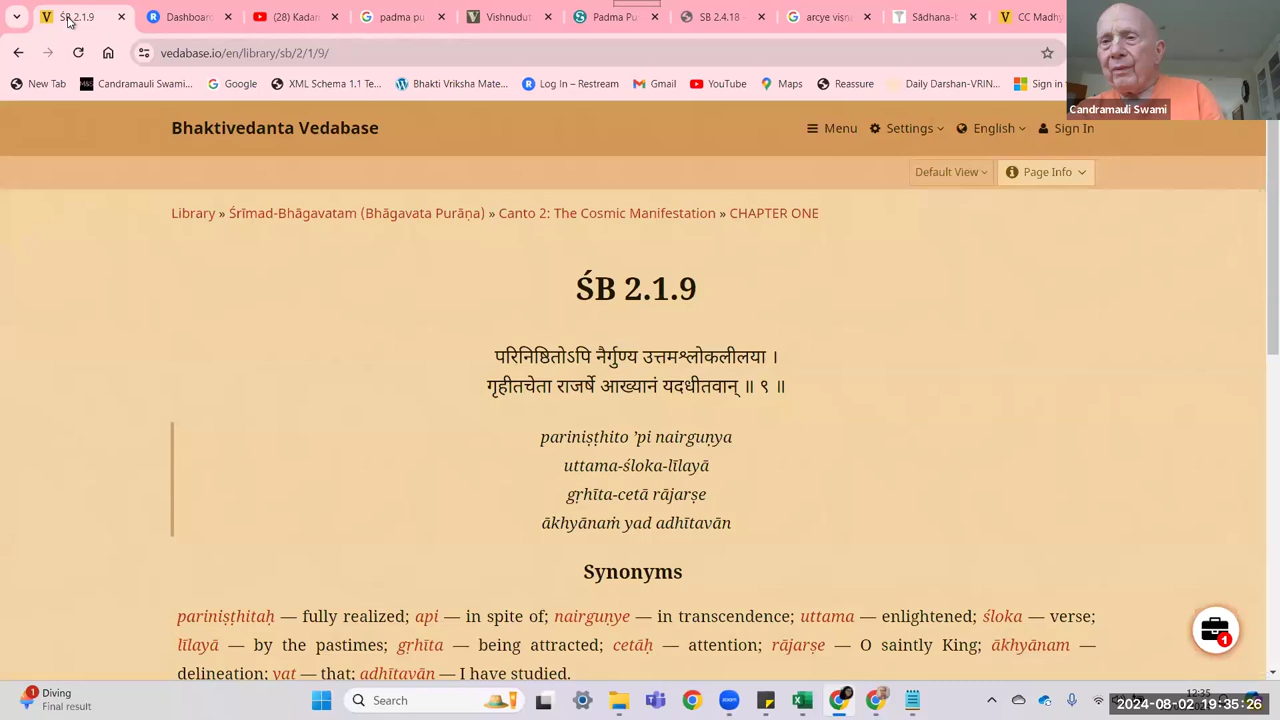 ŚB 2.1.9
Dashboard
(28) Kadan
padma pu
Vishnudut
Padma Pu
SB 2.4.18 -
arcye viṣṇ
Sādhana-b
CC Madhy
vedabase.io/en/library/sb/2/1/9/
New Tab
Candramauli Swami...
Google
XML Schema 1.1 Te...
Bhakti Vriksha Mate...
Log In – Restream
Gmail
YouTube
Maps
Reassure
Daily Darshan-VRIN...
Sign in
Candramauli Swami
Bhaktivedanta Vedabase
Menu
Settings
English
Sign In
Default View
Page Info
Library » Śrīmad-Bhāgavatam (Bhāgavata Purāṇa) » Canto 2: The Cosmic Manifestation » CHAPTER ONE
ŚB 2.1.9
परिनिष्ठितोऽपि नैर्गुण्य उत्तमश्लोकलीलया ।
गृहीतचेता राजर्षे आख्यानं यदधीतवान् ॥ ९ ॥
pariniṣṭhito ’pi nairguṇya
uttama-śloka-līlayā
gṛhīta-cetā rājarṣe
ākhyānaṁ yad adhītavān
Synonyms
pariniṣṭhitaḥ — fully realized; api — in spite of; nairguṇye — in transcendence; uttama — enlightened; śloka — verse;
līlayā — by the pastimes; gṛhīta — being attracted; cetāḥ — attention; rājarṣe — O saintly King; ākhyānam —
delineation; yat — that; adhītavān — I have studied.
1
1
Diving
Final result
Search
12:35
2024-08-02 19:35:26